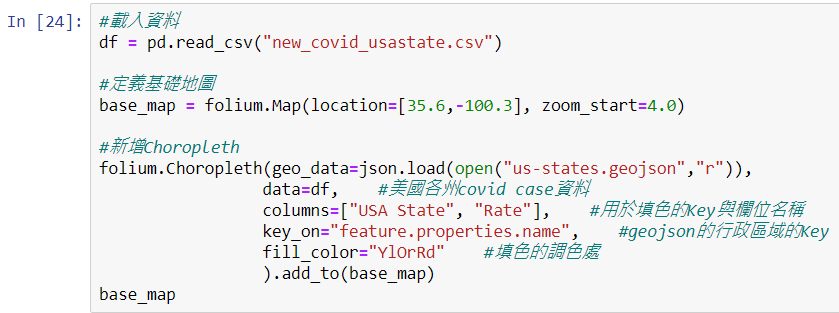 In [24]: #載入資料
df = pd.read_csv("new_covid_usastate.csv")
#定義基礎地圖
base_map = folium.Map(location=[35.6,-100.3], zoom_start=4.0)
#新增Choropleth
folium.Choropleth(geo_data=json.load(open("us-states.geojson","r")),
data=df, #美國各州covid case資料
columns=["USA State", "Rate"], #用於填色的Key與欄位名稱
key_on="feature.properties.name", #geojson的行政區域的Key
fill_color="YlOrRd" #填色的調色處
).add_to(base_map)
base_map